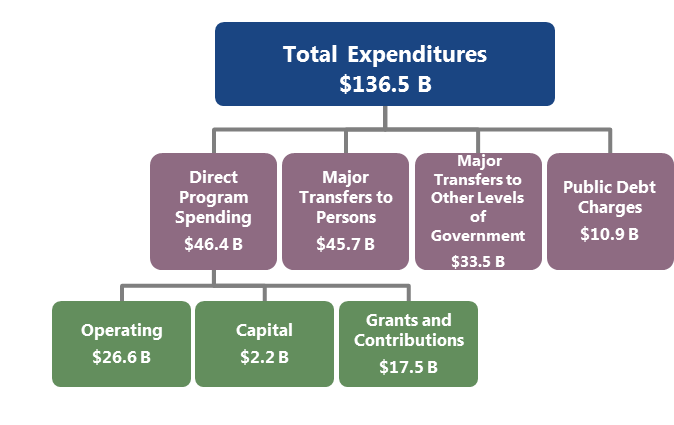 Total Expenditures
$136.5 B
Direct
Program
Spending
$46.4 B
Major
Transfers to
Persons
$45.7 B
Major
Transfers to
Other Levels
of
Government
$33.5 B
Public Debt
Charges
$10.9 B
Operating
$26.6 B
Capital
$2.2 B
Grants and
Contributions
$17.5 B